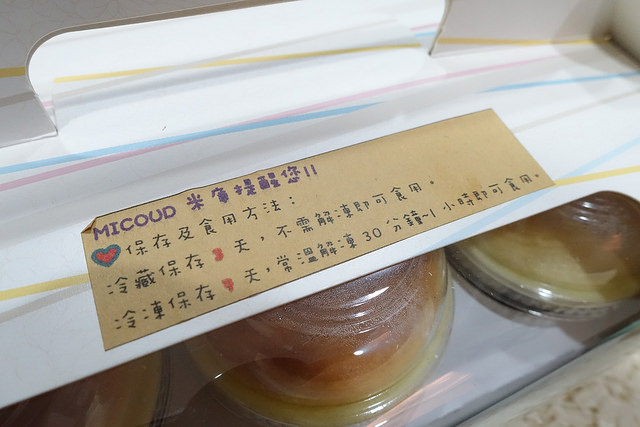 MICOUD 米倉提醒您!!
保存及食用方法：
冷藏保存 天，不需解凍即可食用。
冷凍保存 天，常溫解凍30分鐘~1小時即可食用。